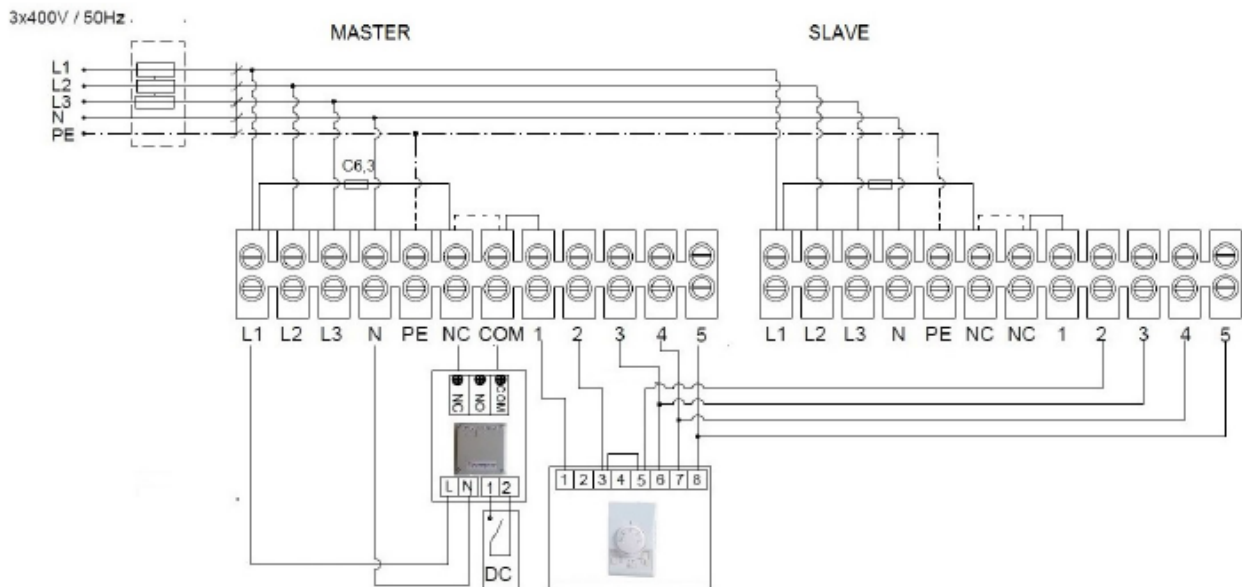 3x400V / 50Hz
MASTER SLAVE
L1
L2
L3
N
PE
C6,3
L1 L2 L3 N PE NC COM 1 2 3 4 5
L1 L2 L3 N PE NC NC 1 2 3 4 5
NC NO COM
L N 1 2
1 2 3 4 5 6 7 8
DC